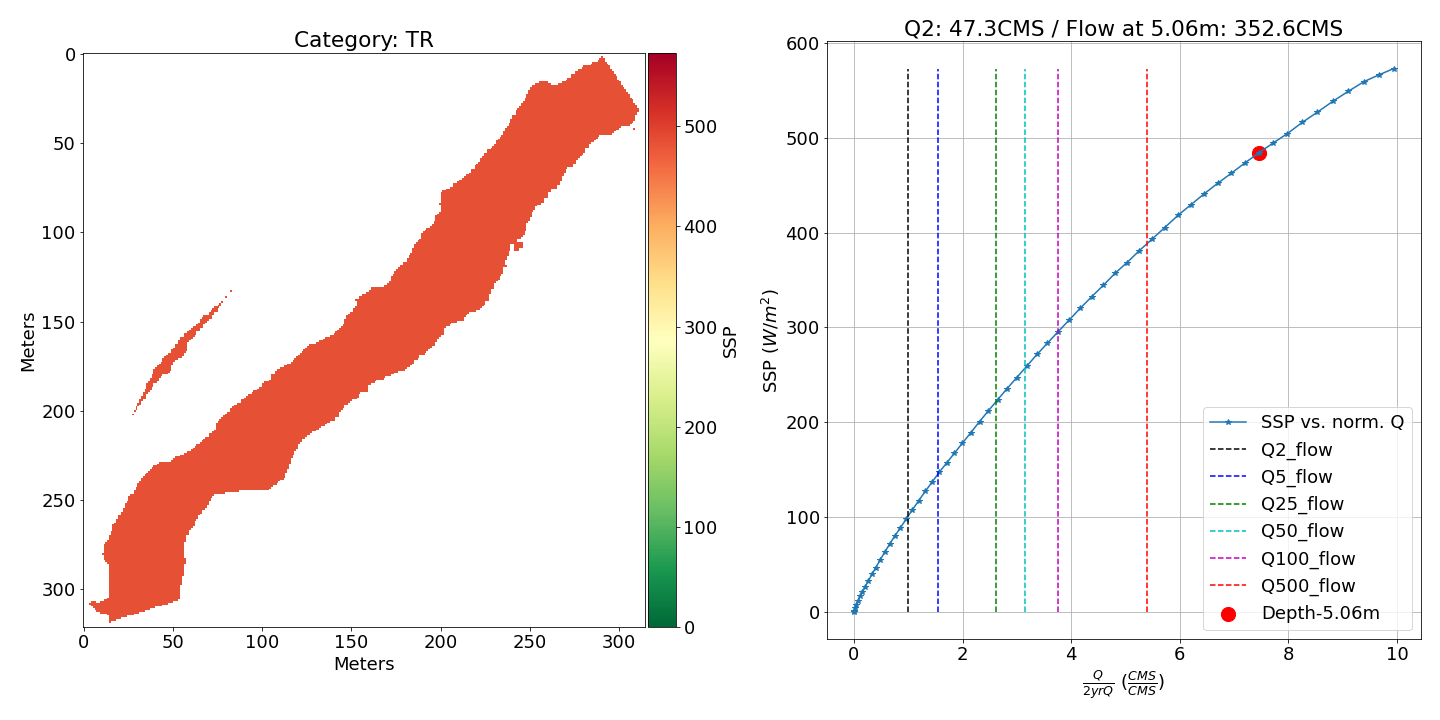 Category: TR
0
50
100
150
200
250
300
Meters
0
50
100
150
200
250
300
Meters
500
400
300
200
100
0
SSP
Q2: 47.3CMS / Flow at 5.06m: 352.6CMS
600
500
400
300
200
100
0
SSP (W/m²)
0
2
4
6
8
10
Q/2yrQ (CMS/CMS)
SSP vs. norm. Q
Q2_flow
Q5_flow
Q25_flow
Q50_flow
Q100_flow
Q500_flow
Depth-5.06m